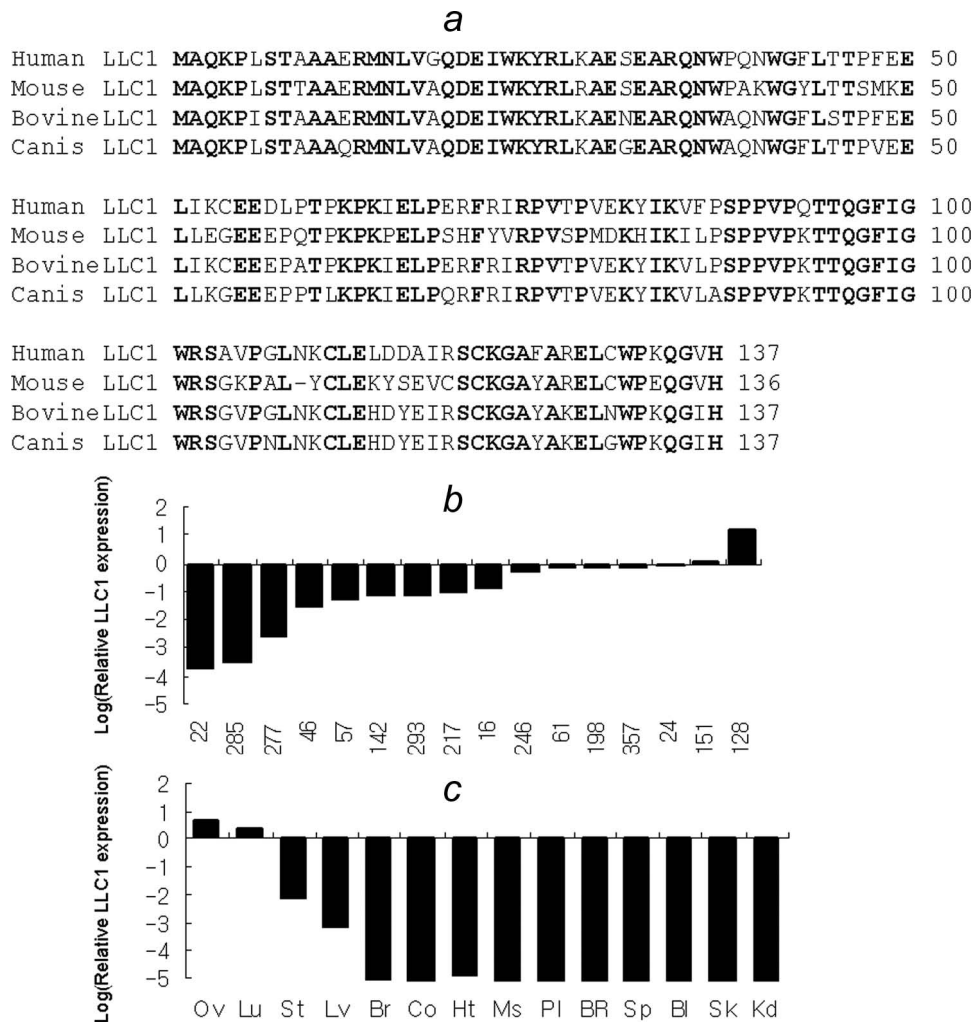 a
Human LLC1 MAQKPLSTAAAERMNLVGQDEIWKYRLKAESEARQNWPQNWGFLTTPFEE 50
Mouse LLC1 MAQKPLSTTAAERMNLVAQDEIWKYRLRAESEARQNWPAKWGYLTTSMKE 50
BovineLLC1 MAQKPISTAAAERMNLVAQDEIWKYRLKAENEARQNWAQNWGFLSTPFEE 50
Canis LLC1 MAQKPLSTAAAQRMNLVAQDEIWKYRLKAEGEARQNWAQNWGFLTTPVEE 50
Human LLC1 LIKCEEDLPTPKPKIELPERFRIRPVTPVEKYIKVFPSPPVPQTTQGFIG 100
Mouse LLC1 LLEGEEEPQTPKPKPELPSHFYVRPVSPMDKHIKILPSPPVPKTTQGFIG 100
BovineLLC1 LIKCEEEPATPKPKIELPERFRIRPVTPVEKYIKVLPSPPVPKTTQGFIG 100
Canis LLC1 LLKGEEEPPTLKPKIELPQRFRIRPVTPVEKYIKVLASPPVPKTTQGFIG 100
Human LLC1 WRSAVPGLNKCLELDDAIRSCKGAFARELCWPKQGVH 137
Mouse LLC1 WRSGKPAL-YCLEKYSEVCSCKGAYARELCWPEQGVH 136
BovineLLC1 WRSGVPGLNKCLEHDYEIRSCKGAYAKELNWPKQGIH 137
Canis LLC1 WRSGVPNLNKCLEHDYEIRSCKGAYAKELGWPKQGIH 137
b
Log(Relative LLC1 expression)
2
1
0
-1
-2
-3
-4
-5
22 285 277 46 57 142 293 217 16 246 61 198 357 24 151 128
c
Log(Relative LLC1 expression)
2
1
0
-1
-2
-3
-4
-5
Ov Lu St Lv Br Co Ht Ms Pl BR Sp Bl Sk Kd